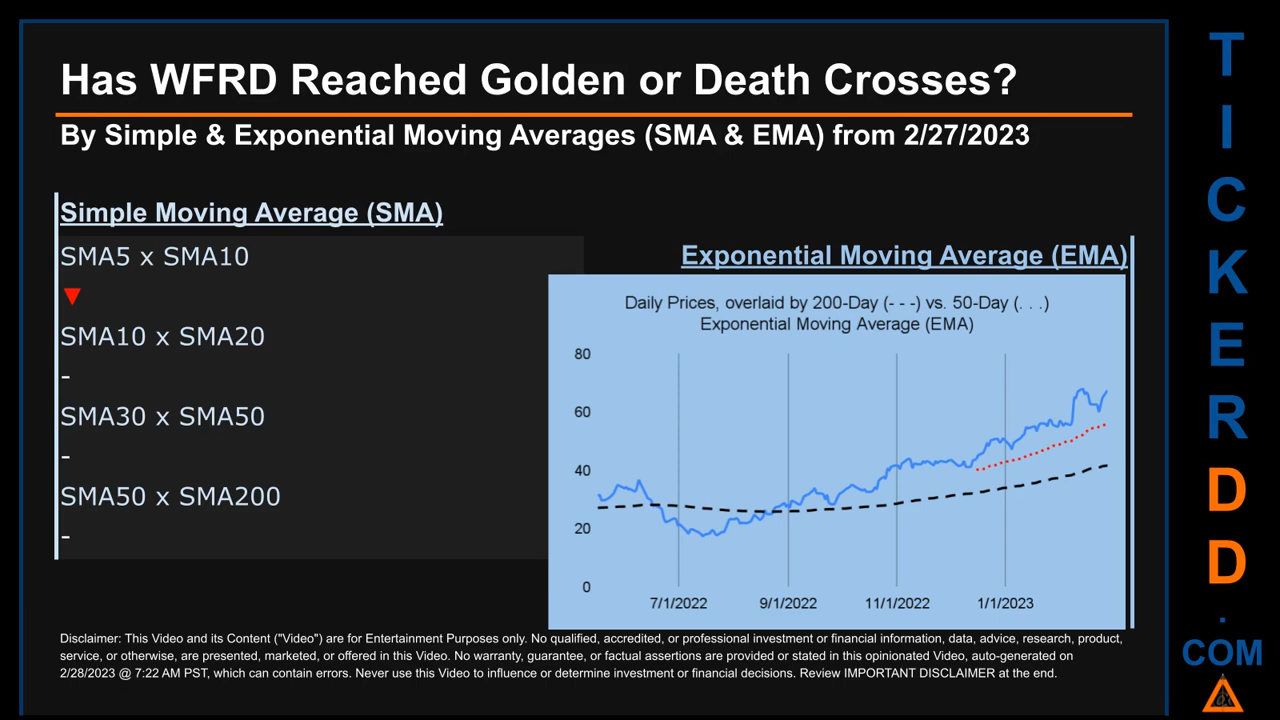 Has WFRD Reached Golden or Death Crosses?
By Simple & Exponential Moving Averages (SMA & EMA) from 2/27/2023
Simple Moving Average (SMA)
SMA5 x SMA10
▼
SMA10 x SMA20
-
SMA30 x SMA50
-
SMA50 x SMA200
-
Exponential Moving Average (EMA)
Daily Prices, overlaid by 200-Day (- - -) vs. 50-Day (. . .)
Exponential Moving Average (EMA)
80
60
40
20
0
7/1/2022 9/1/2022 11/1/2022 1/1/2023
Disclaimer: This Video and its Content ("Video") are for Entertainment Purposes only. No qualified, accredited, or professional investment or financial information, data, advice, research, product,
service, or otherwise, are presented, marketed, or offered in this Video. No warranty, guarantee, or factual assertions are provided or stated in this opinionated Video, auto-generated on
2/28/2023 @ 7:22 AM PST, which can contain errors. Never use this Video to influence or determine investment or financial decisions. Review IMPORTANT DISCLAIMER at the end.
T
I
C
K
E
R
D
D
.
COM